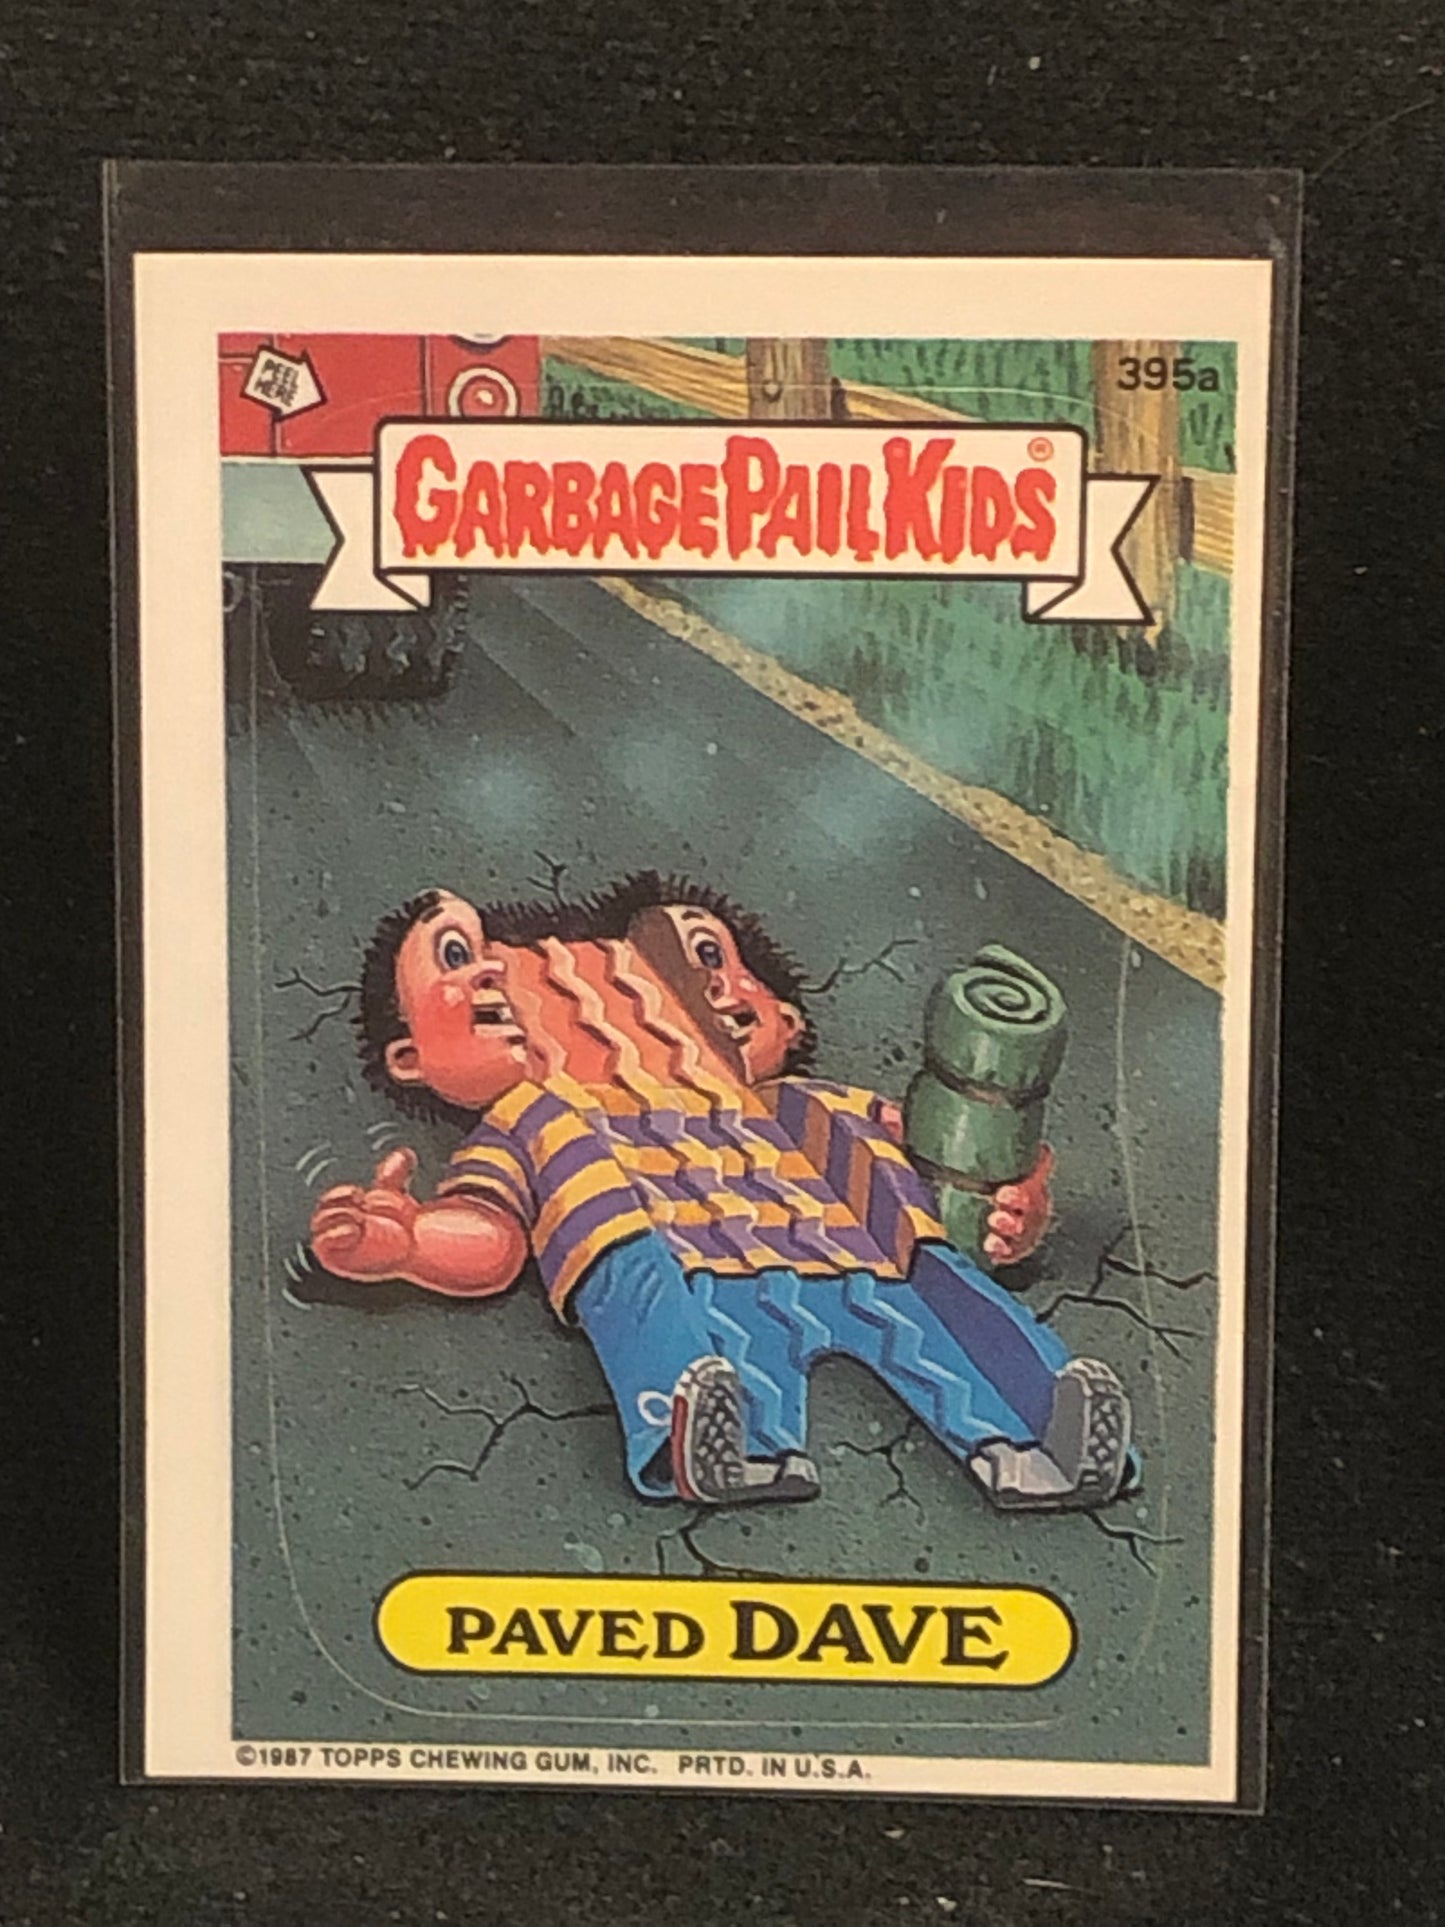 PEEL
HERE
395a
GARBAGE PAIL KIDS®
PAVED DAVE
©1987 TOPPS CHEWING GUM, INC. PRTD. IN U.S.A.